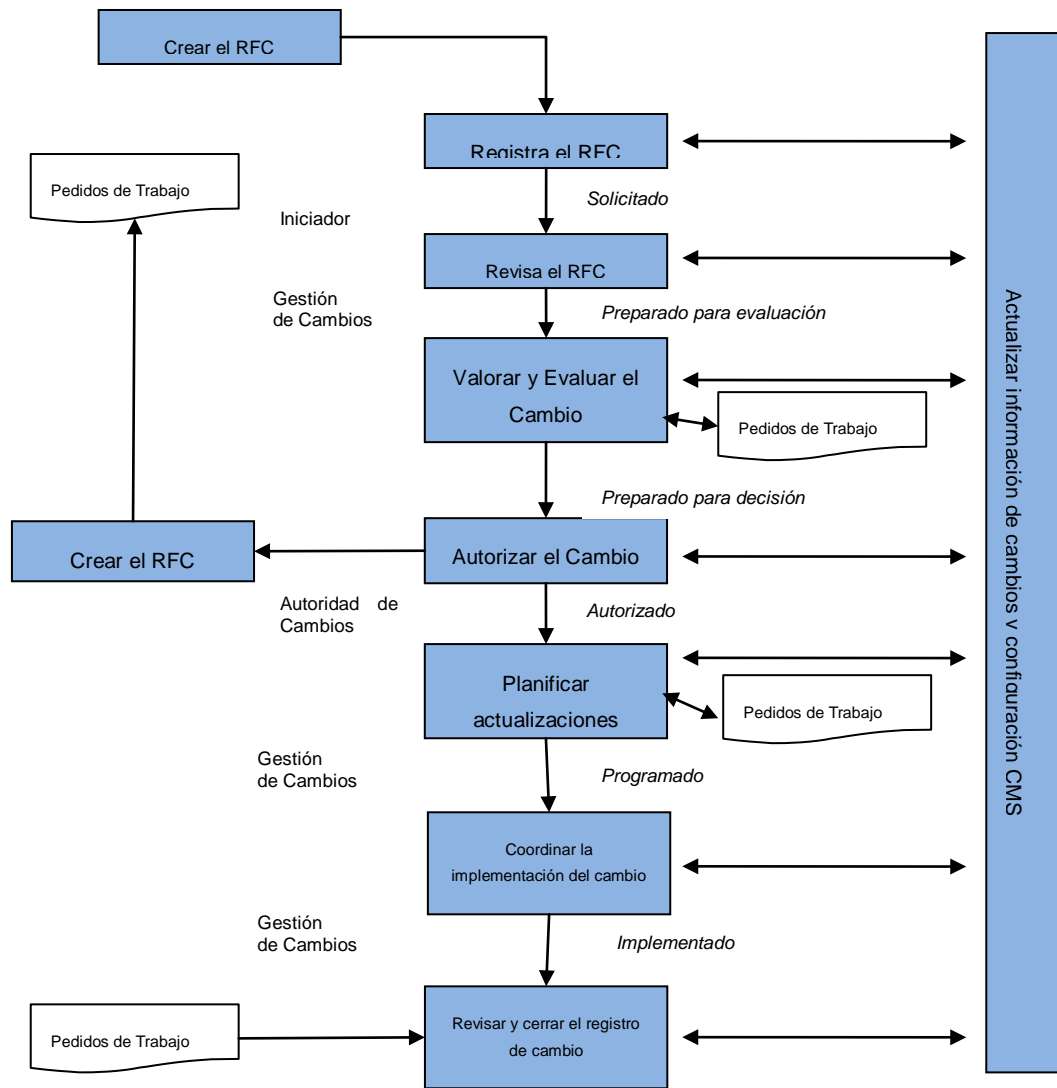 Crear el RFC
Registra el RFC
Pedidos de Trabajo
Solicitado
Iniciador
Revisa el RFC
Gestión
de Cambios
Preparado para evaluación
Valorar y Evaluar el
Cambio
Pedidos de Trabajo
Preparado para decisión
Crear el RFC
Autorizar el Cambio
Autoridad de
Cambios
Autorizado
Planificar
actualizaciones
Pedidos de Trabajo
Gestión
de Cambios
Programado
Coordinar la
implementación del cambio
Gestión
de Cambios
Implementado
Pedidos de Trabajo
Revisar y cerrar el registro
de cambio
Actualizar información de cambios y configuración CMS